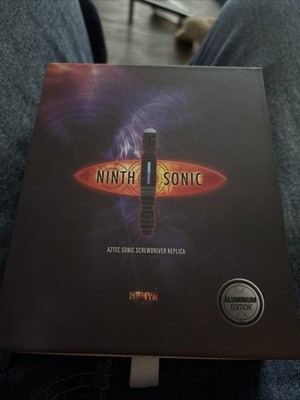 NINTH SONIC
AZTEC SONIC SCREWDRIVER REPLICA
ALUMINIUM
EDITION